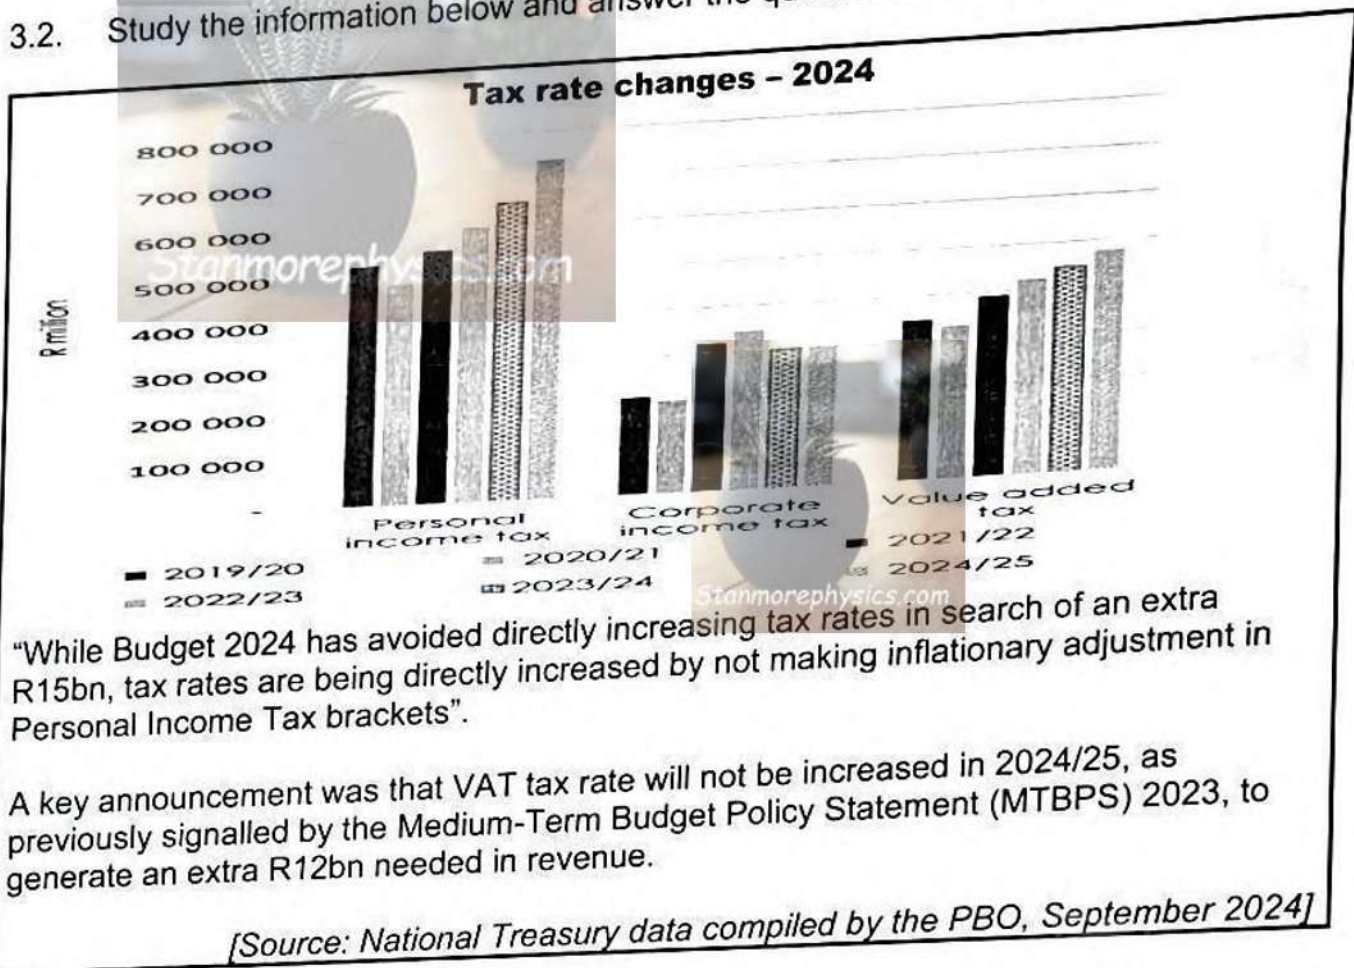 3.2. Study the information below and answer the
Tax rate changes – 2024
800 000
700 000
600 000
500 000
400 000
300 000
200 000
100 000
-
R million
Stanmorephysics.com
Personal
income tax
Corporate
income tax
Value added
tax
2019/20
2020/21
2021/22
2022/23
2023/24
2024/25
Stanmorephysics.com
“While Budget 2024 has avoided directly increasing tax rates in search of an extra
R15bn, tax rates are being directly increased by not making inflationary adjustment in
Personal Income Tax brackets”.
A key announcement was that VAT tax rate will not be increased in 2024/25, as
previously signalled by the Medium-Term Budget Policy Statement (MTBPS) 2023, to
generate an extra R12bn needed in revenue.
[Source: National Treasury data compiled by the PBO, September 2024]